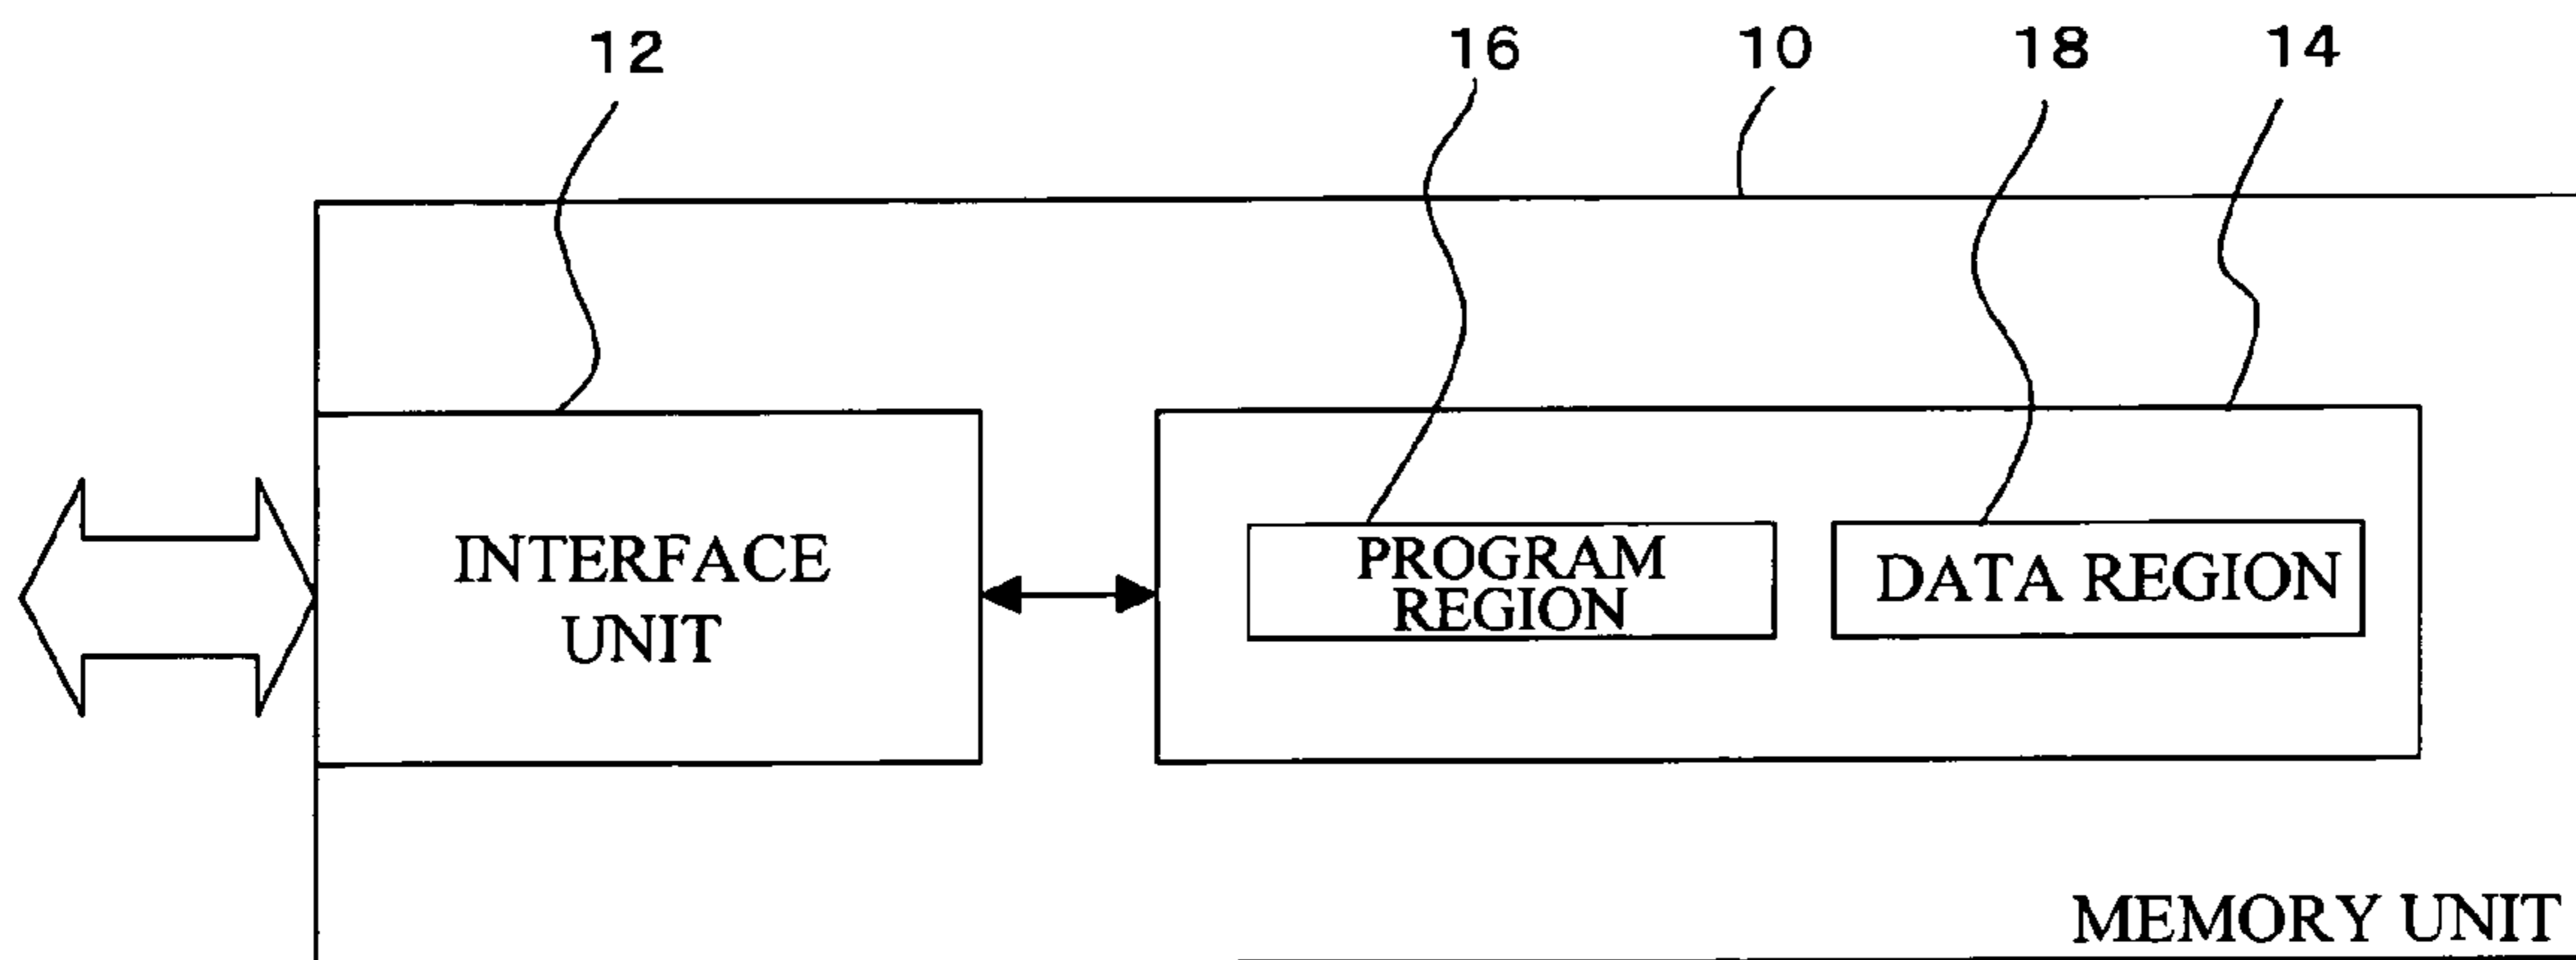 12
16
10
18
14
INTERFACE
UNIT
PROGRAM
REGION
DATA REGION
MEMORY UNIT